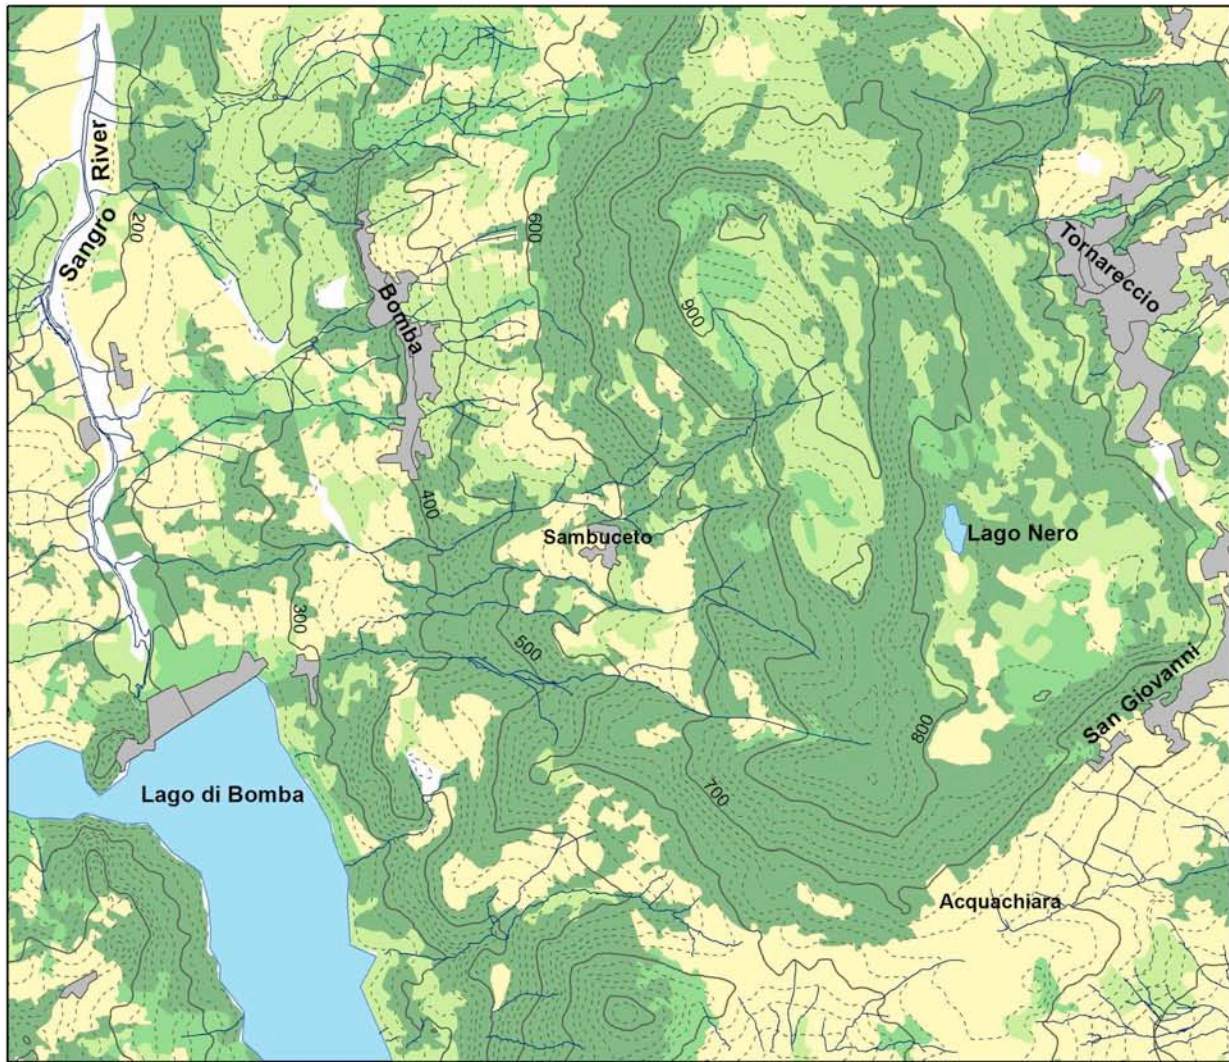 Sangro River
200
600
Tornareccio
Bomba
900
400
Sambuceto
Lago Nero
300
500
San Giovanni
800
Lago di Bomba
700
Acquachiara